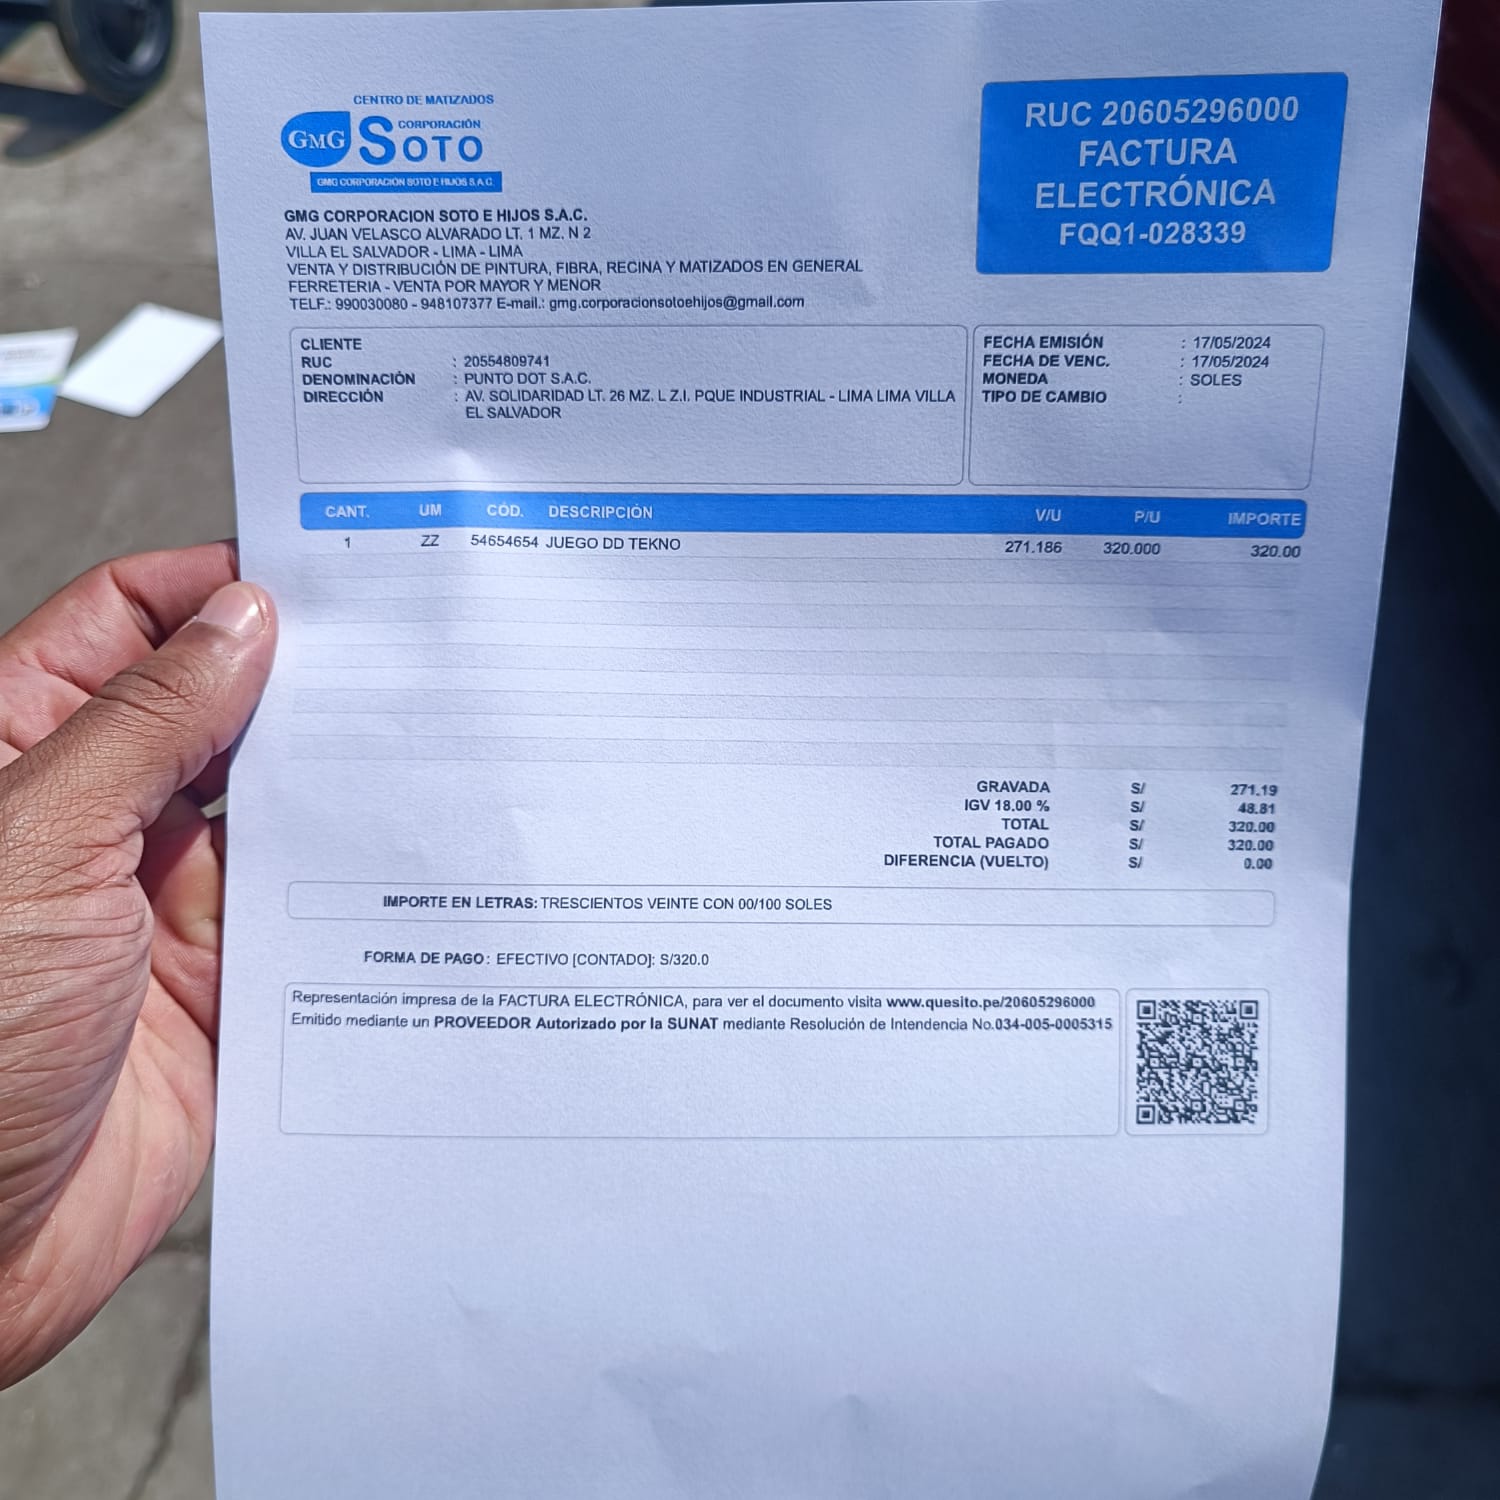 CENTRO DE MATIZADOS
GMG CORPORACIÓN
SOTO
GMG CORPORACIÓN SOTO E HIJOS S.A.C.
RUC 20605296000
FACTURA
ELECTRÓNICA
FQQ1-028339
GMG CORPORACION SOTO E HIJOS S.A.C.
AV. JUAN VELASCO ALVARADO LT. 1 MZ. N 2
VILLA EL SALVADOR - LIMA - LIMA
VENTA Y DISTRIBUCIÓN DE PINTURA, FIBRA, RECINA Y MATIZADOS EN GENERAL
FERRETERIA - VENTA POR MAYOR Y MENOR
TELF.: 990030080 - 948107377 E-mail.: gmg.corporacionsotoehijos@gmail.com
CLIENTE
RUC : 20554809741
DENOMINACIÓN : PUNTO DOT S.A.C.
DIRECCIÓN : AV. SOLIDARIDAD LT. 26 MZ. L Z.I. PQUE INDUSTRIAL - LIMA LIMA VILLA
EL SALVADOR
FECHA EMISIÓN : 17/05/2024
FECHA DE VENC. : 17/05/2024
MONEDA : SOLES
TIPO DE CAMBIO :
CANT. UM CÓD. DESCRIPCIÓN V/U P/U IMPORTE
1 ZZ 54654654 JUEGO DD TEKNO 271.186 320.000 320.00
GRAVADA S/ 271.19
IGV 18.00 % S/ 48.81
TOTAL S/ 320.00
TOTAL PAGADO S/ 320.00
DIFERENCIA (VUELTO) S/ 0.00
IMPORTE EN LETRAS: TRESCIENTOS VEINTE CON 00/100 SOLES
FORMA DE PAGO : EFECTIVO [CONTADO]: S/320.0
Representación impresa de la FACTURA ELECTRÓNICA, para ver el documento visita www.quesito.pe/20605296000
Emitido mediante un PROVEEDOR Autorizado por la SUNAT mediante Resolución de Intendencia No.034-005-0005315